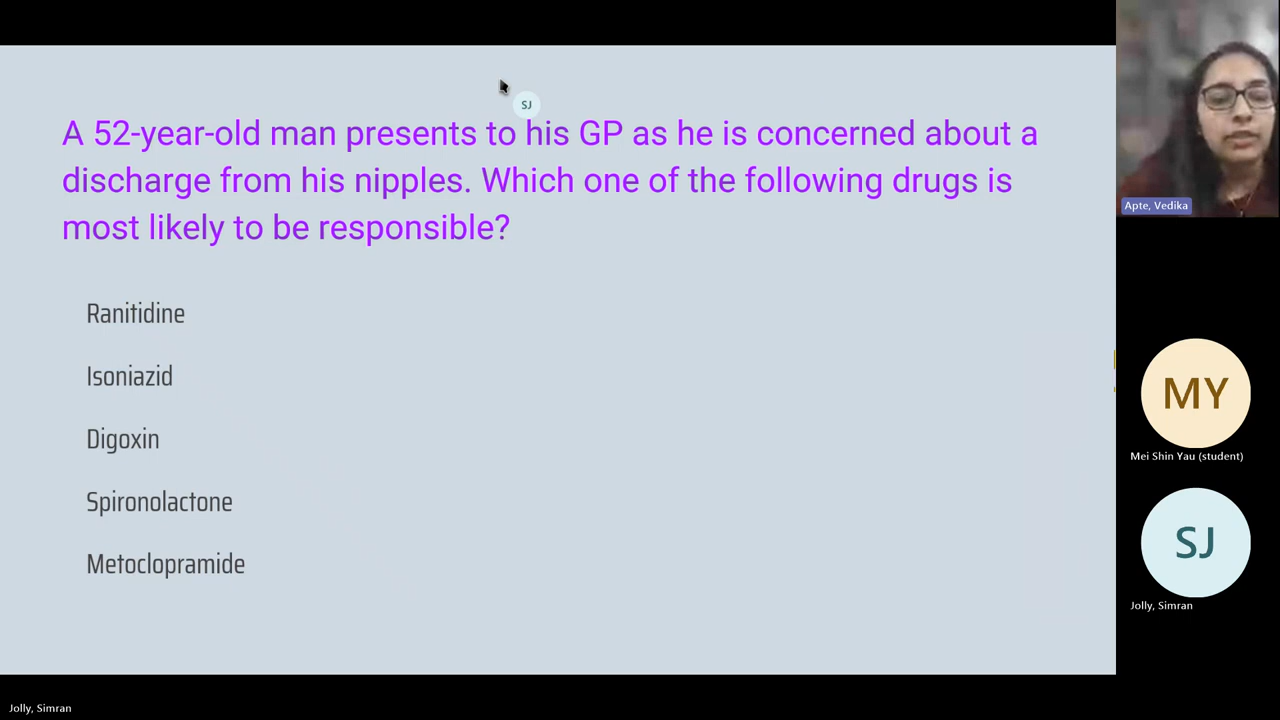 SJ
A 52-year-old man presents to his GP as he is concerned about a
discharge from his nipples. Which one of the following drugs is
most likely to be responsible?
Ranitidine
Isoniazid
Digoxin
Spironolactone
Metoclopramide
Apte, Vedika
MY
Mei Shin Yau (student)
SJ
Jolly, Simran
Jolly, Simran